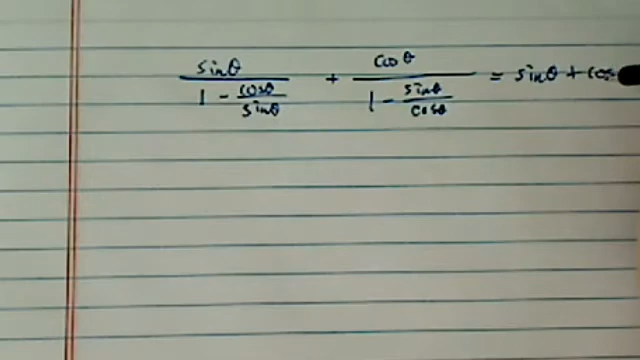 sinθ / (1 - cosθ/sinθ) + cosθ / (1 - sinθ/cosθ) = sinθ + cos